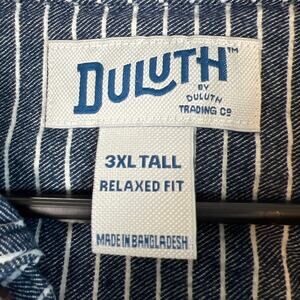 DULUTH™
BY
DULUTH
TRADING CO
3XL TALL
RELAXED FIT
MADE IN BANGLADESH